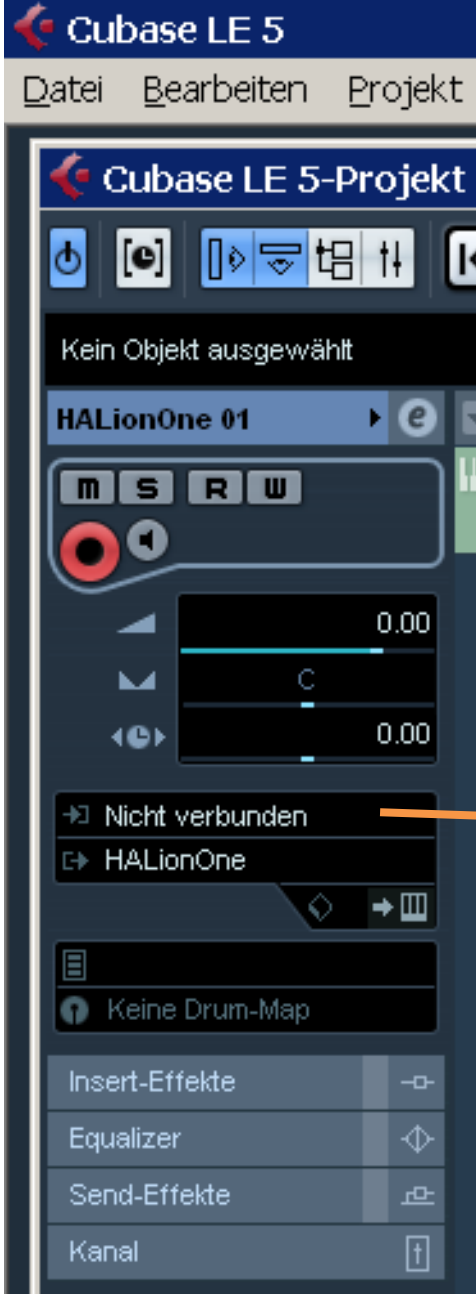 Cubase LE 5
Datei Bearbeiten Projekt
Cubase LE 5-Projekt
Kein Objekt ausgewählt
HALionOne 01 e
M S R W
0.00
C
0.00
Nicht verbunden
HALionOne
Keine Drum-Map
Insert-Effekte
Equalizer
Send-Effekte
Kanal